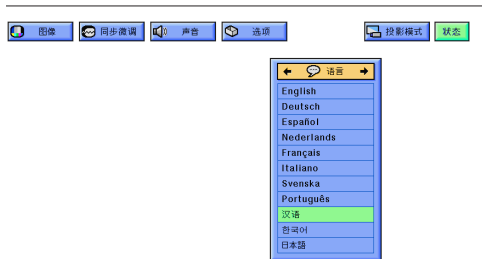 图像 同步微调 声音 选项 投影模式 状态
语言
English
Deutsch
Español
Nederlands
Français
Italiano
Svenska
Português
汉语
한국어
日本語